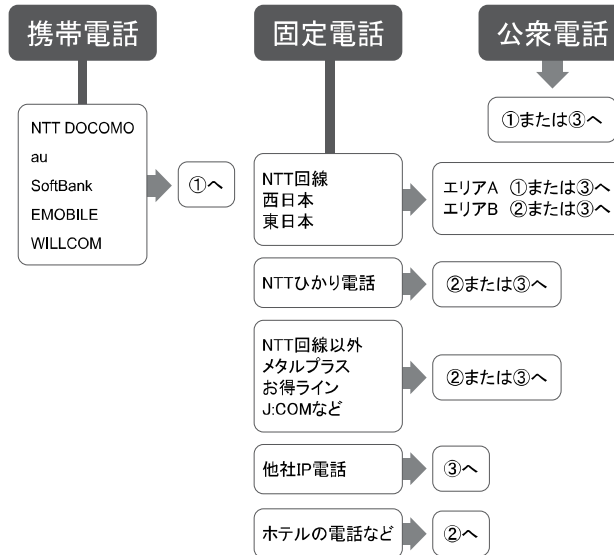 携帯電話
NTT DOCOMO
au
SoftBank
EMOBILE
WILLCOM
①へ
固定電話
NTT回線
西日本
東日本
エリアA ①または③へ
エリアB ②または③へ
NTTひかり電話
②または③へ
NTT回線以外
メタルプラス
お得ライン
J:COMなど
②または③へ
他社IP電話
③へ
ホテルの電話など
②へ
公衆電話
①または③へ